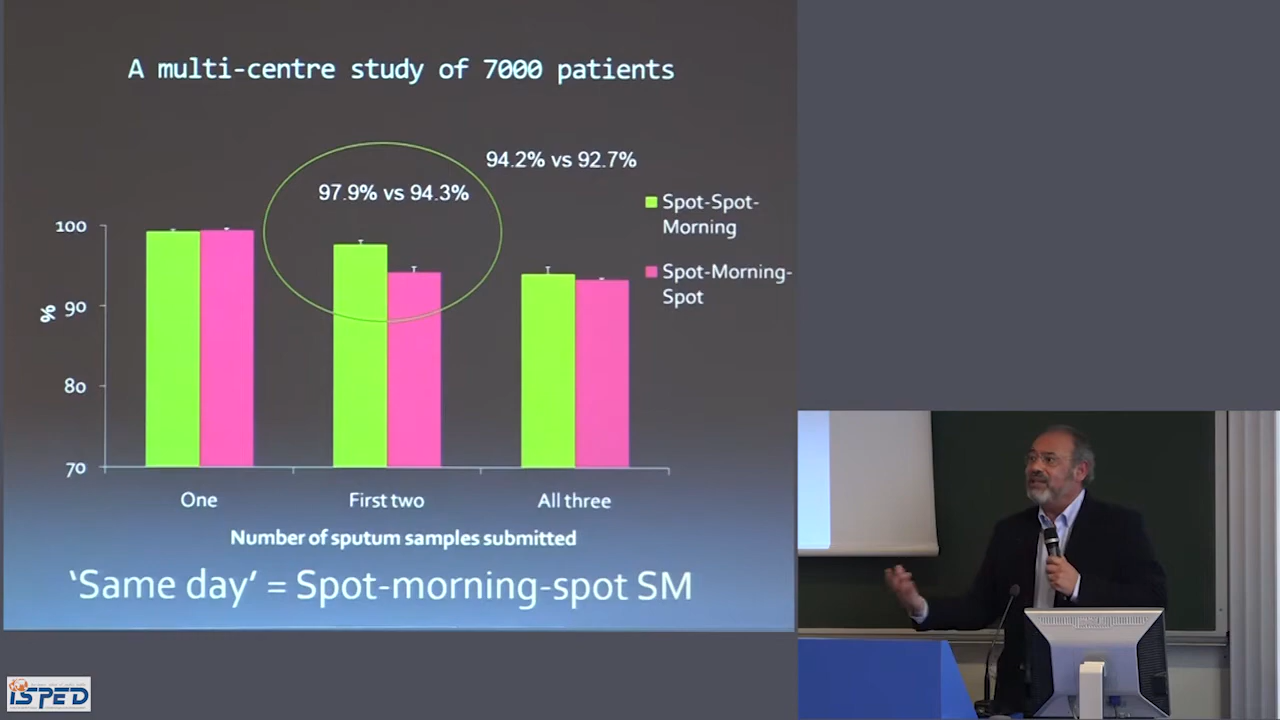 A multi-centre study of 7000 patients
94.2% vs 92.7%
97.9% vs 94.3%
Spot-Spot-
Morning
Spot-Morning-
Spot
100
90
80
70
%
One
First two
All three
Number of sputum samples submitted
‘Same day’ = Spot-morning-spot SM
iSPED